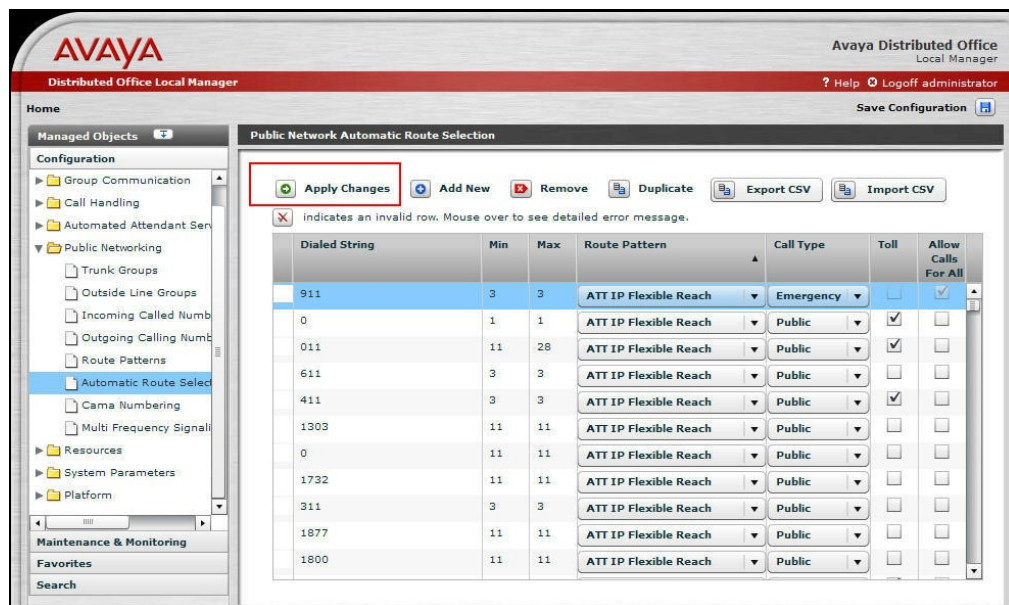 AVAYA
Avaya Distributed Office
Local Manager
Distributed Office Local Manager
? Help Logoff administrator
Home
Save Configuration
Managed Objects
Public Network Automatic Route Selection
Configuration
Group Communication
Call Handling
Automated Attendant Serv
Public Networking
Trunk Groups
Outside Line Groups
Incoming Called Numb
Outgoing Calling Numb
Route Patterns
Automatic Route Select
Cama Numbering
Multi Frequency Signali
Resources
System Parameters
Platform
Maintenance & Monitoring
Favorites
Search
Apply Changes Add New Remove Duplicate Export CSV Import CSV
indicates an invalid row. Mouse over to see detailed error message.
Dialed String Min Max Route Pattern Call Type Toll Allow Calls For All
911 3 3 ATT IP Flexible Reach Emergency
0 1 1 ATT IP Flexible Reach Public
011 11 28 ATT IP Flexible Reach Public
611 3 3 ATT IP Flexible Reach Public
411 3 3 ATT IP Flexible Reach Public
1303 11 11 ATT IP Flexible Reach Public
0 11 11 ATT IP Flexible Reach Public
1732 11 11 ATT IP Flexible Reach Public
311 3 3 ATT IP Flexible Reach Public
1877 11 11 ATT IP Flexible Reach Public
1800 11 11 ATT IP Flexible Reach Public